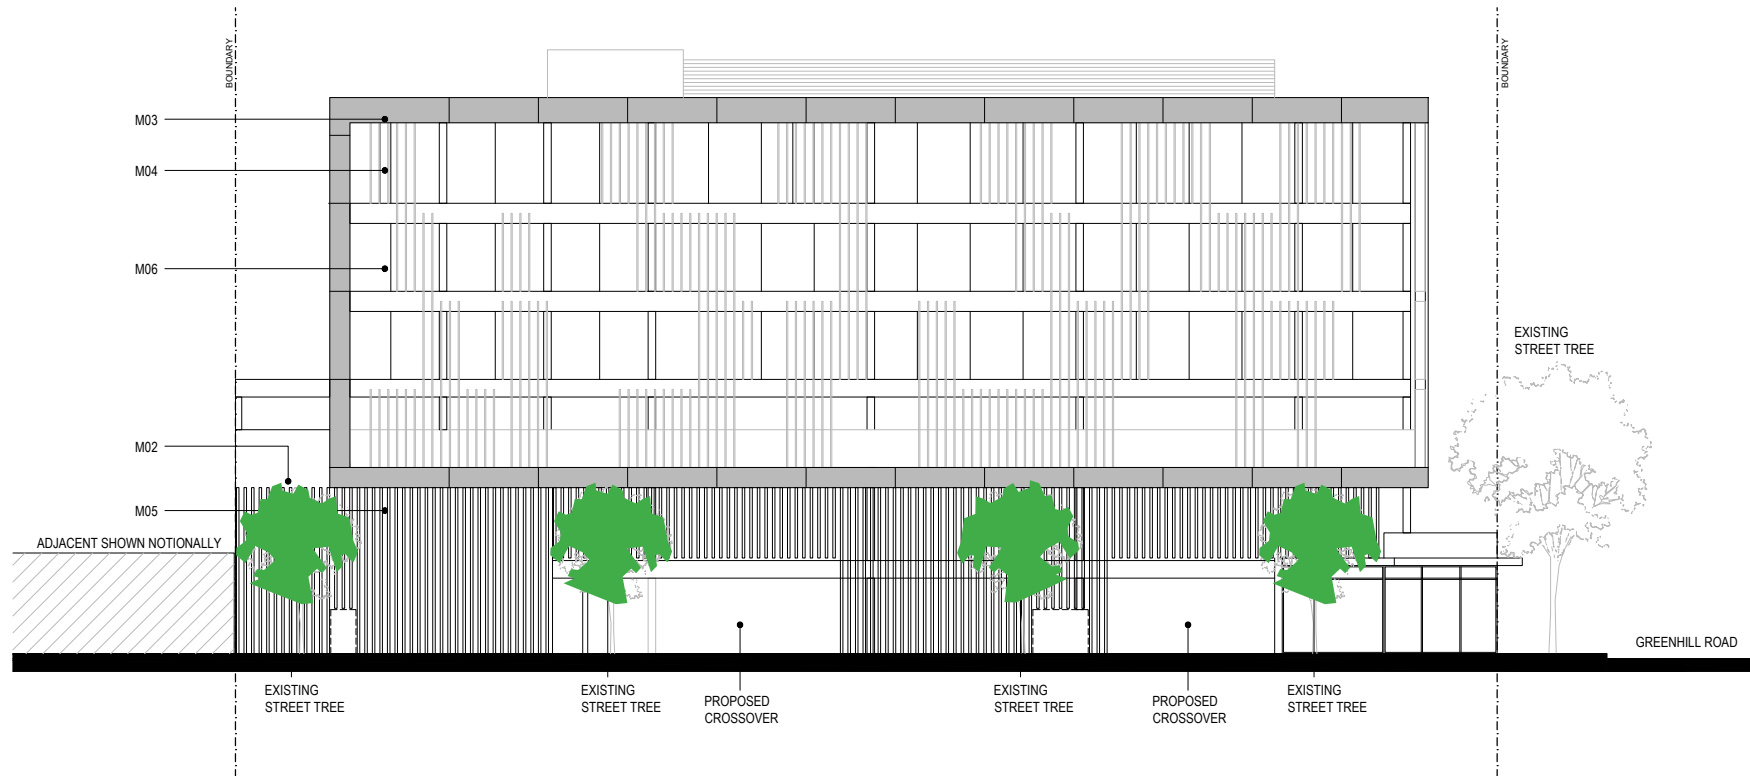 BOUNDARY
BOUNDARY
M03
M04
M06
M02
M05
ADJACENT SHOWN NOTIONALLY
EXISTING
STREET TREE
GREENHILL ROAD
EXISTING
STREET TREE
EXISTING
STREET TREE
PROPOSED
CROSSOVER
EXISTING
STREET TREE
PROPOSED
CROSSOVER
EXISTING
STREET TREE